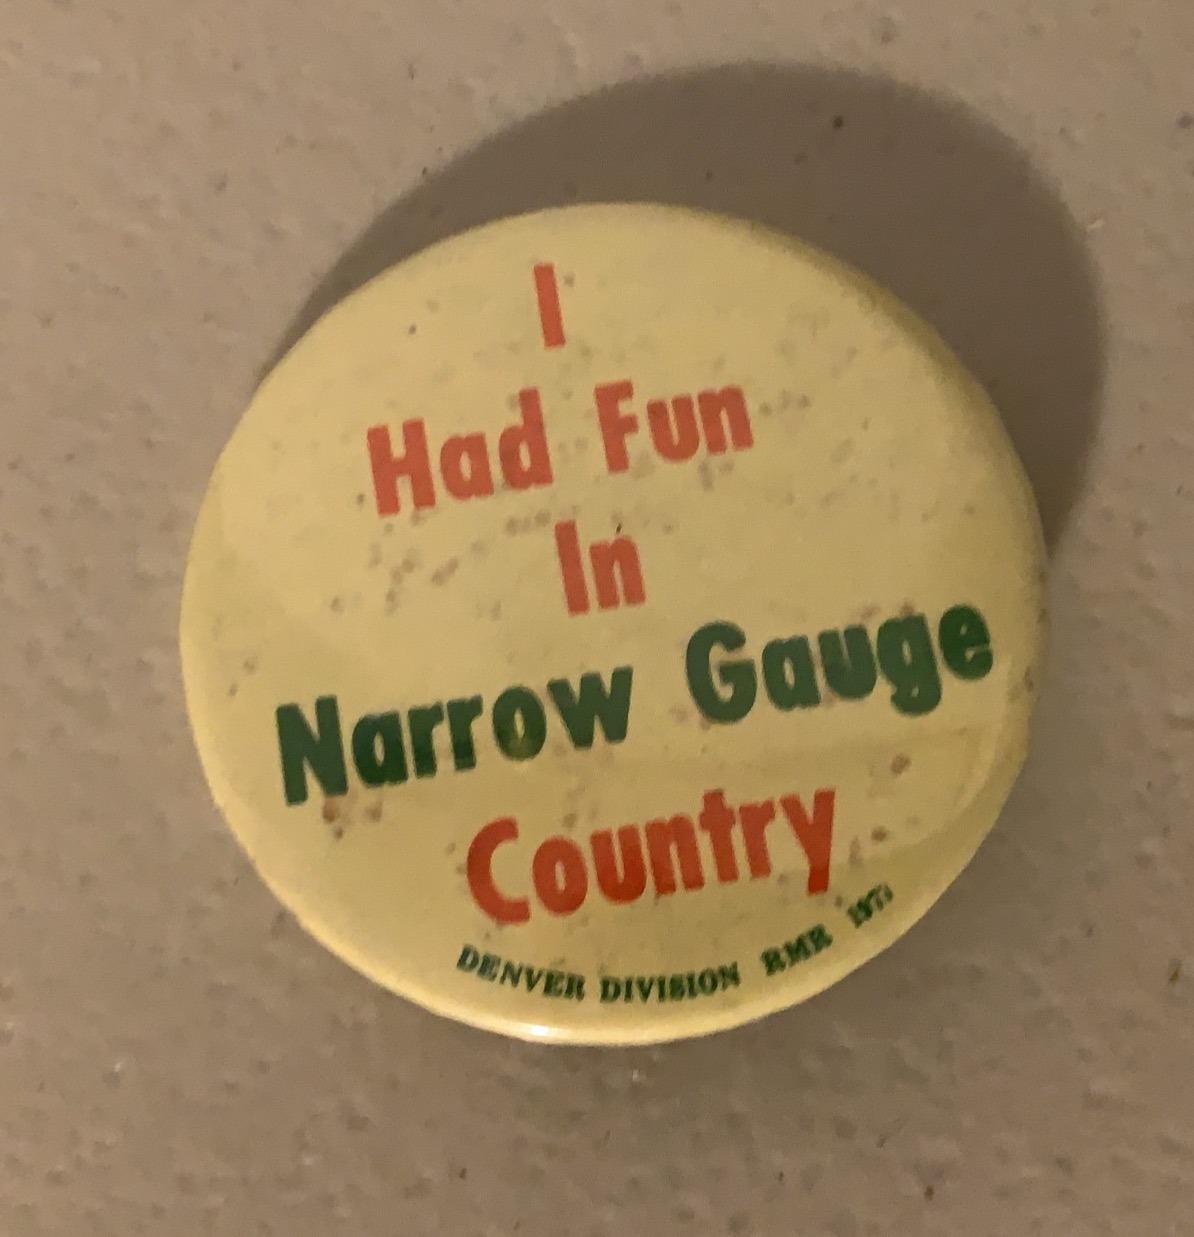 I
Had Fun
In
Narrow Gauge
Country
DENVER DIVISION RMR